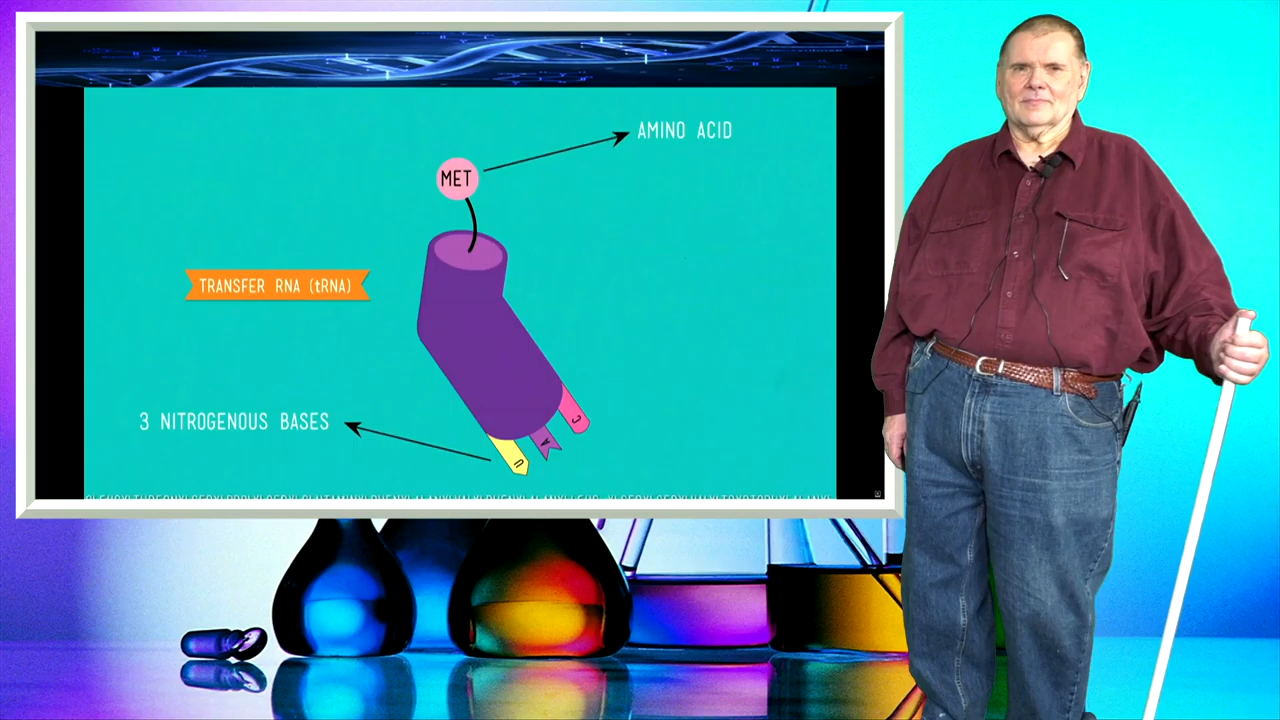 AMINO ACID
MET
TRANSFER RNA (tRNA)
3 NITROGENOUS BASES
C
A
U